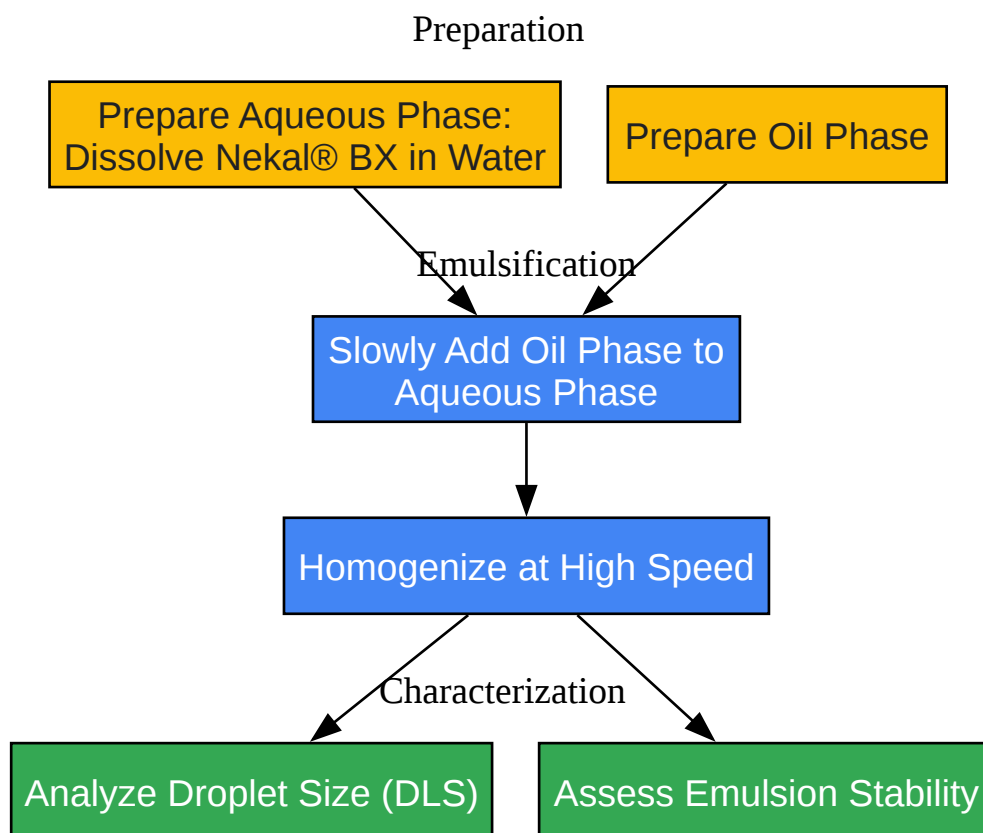 Preparation
Prepare Aqueous Phase:
Dissolve Nekal® BX in Water
Prepare Oil Phase
Emulsification
Slowly Add Oil Phase to
Aqueous Phase
Homogenize at High Speed
Characterization
Analyze Droplet Size (DLS)
Assess Emulsion Stability